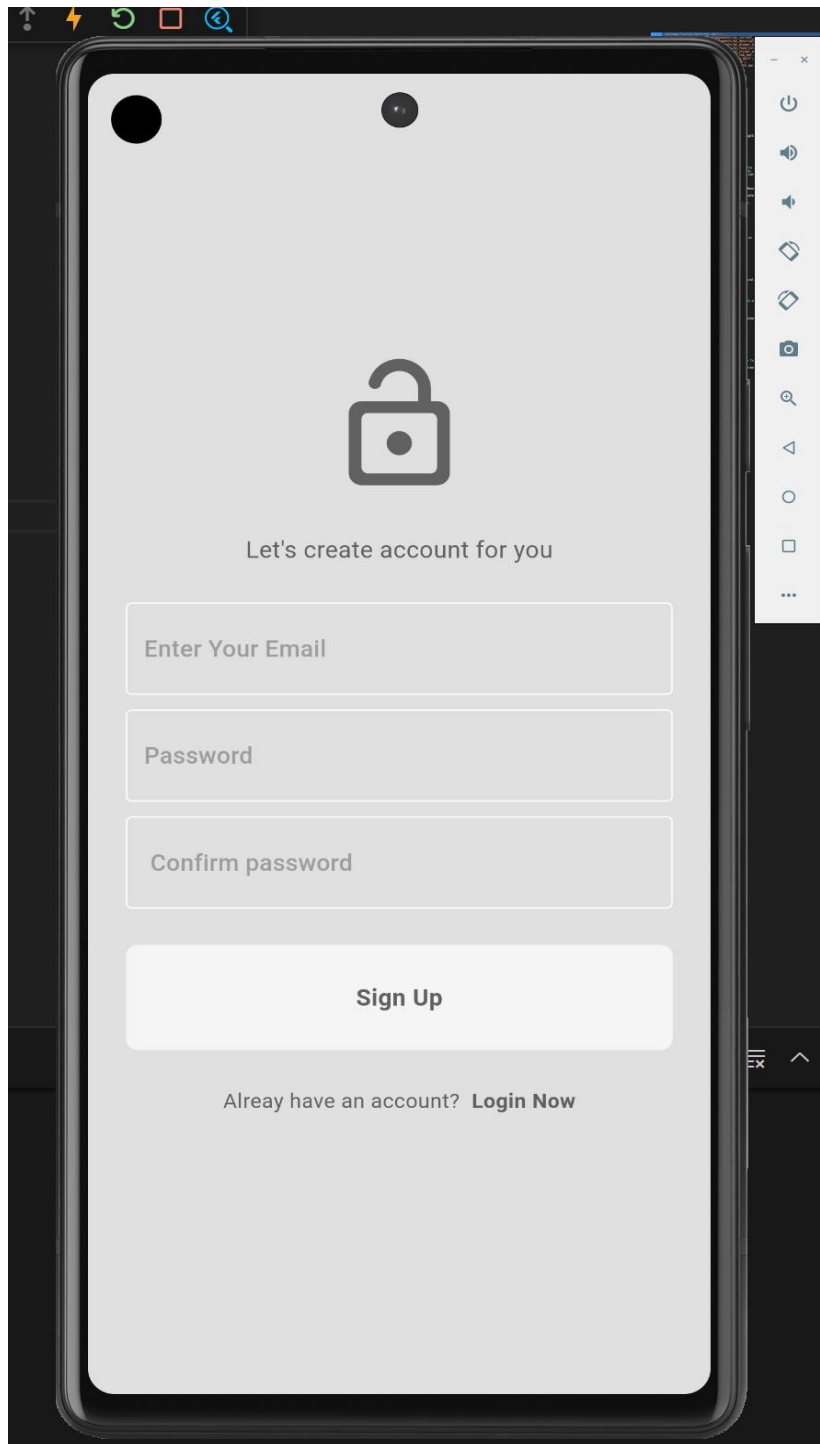 Let's create account for you
Enter Your Email
Password
Confirm password
Sign Up
Alreay have an account? Login Now